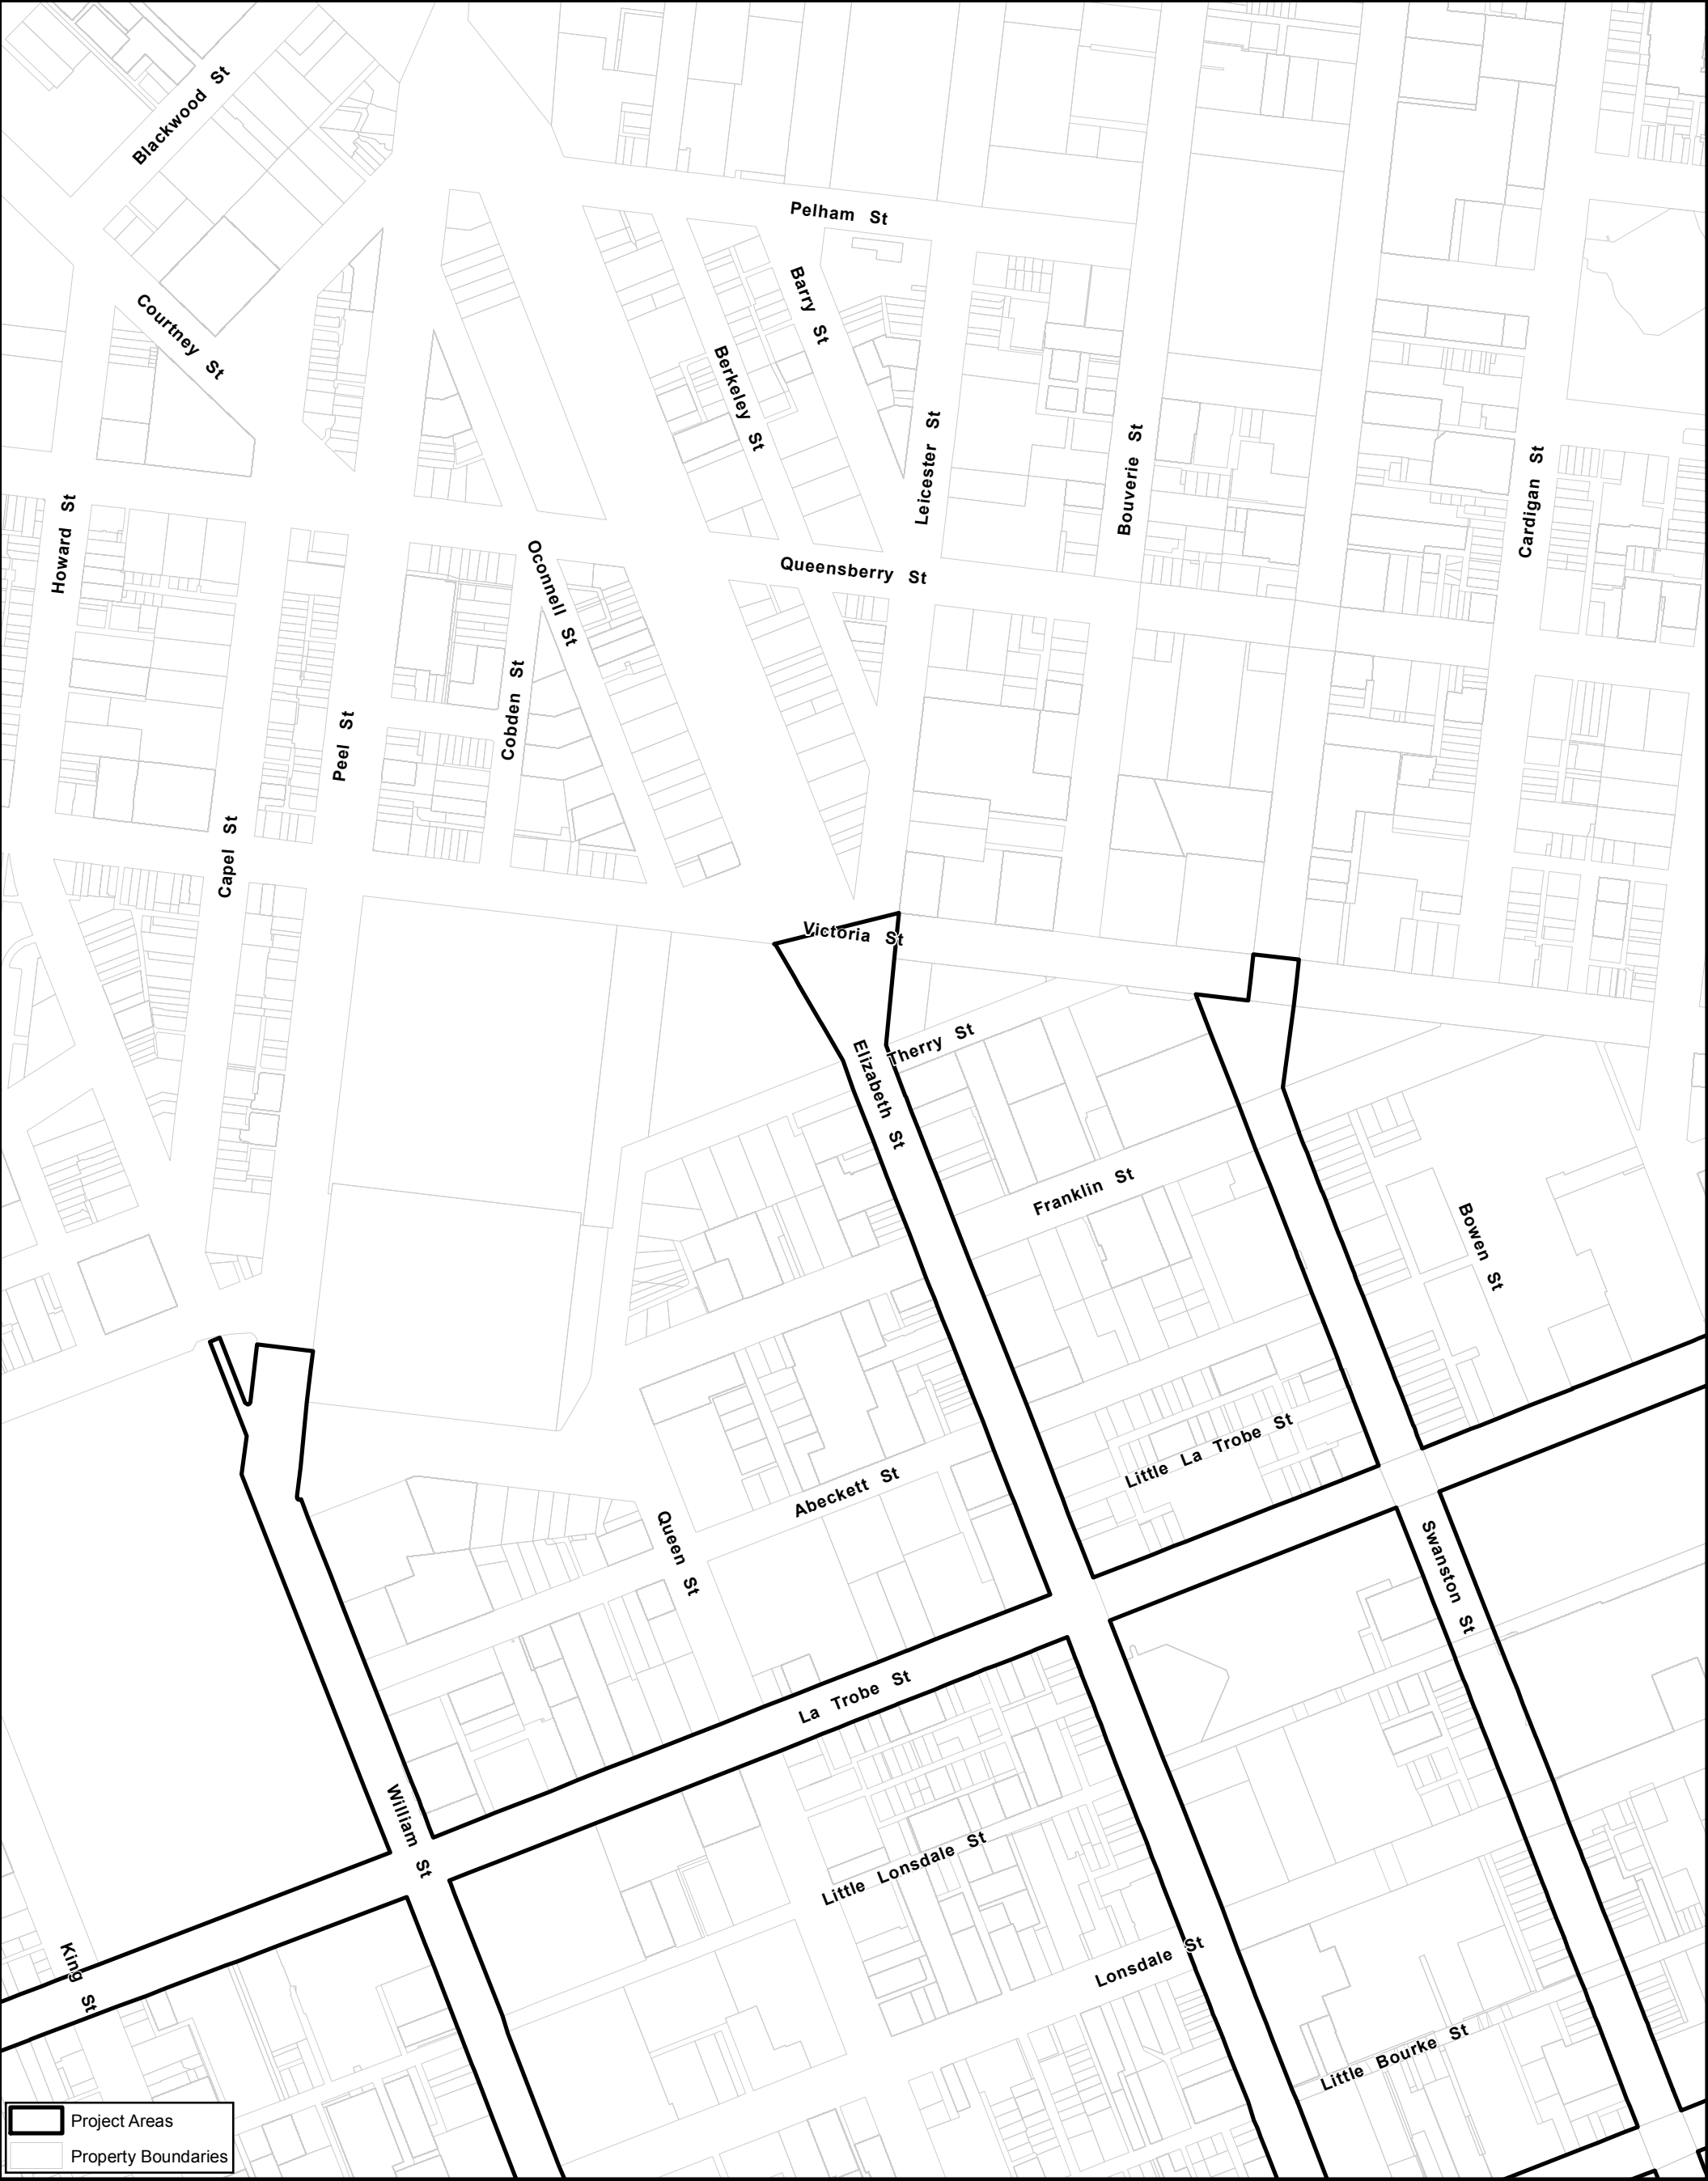 Blackwood St
Pelham St
Barry St
Courtney St
Berkeley St
Leicester St
Bouverie St
Cardigan St
Howard St
Oconnell St
Queensberry St
Cobden St
Peel St
Capel St
Victoria St
Therry St
Elizabeth St
Franklin St
Bowen St
Little La Trobe St
Abeckett St
Queen St
Swanston St
La Trobe St
William St
Little Lonsdale St
Lonsdale St
King St
Little Bourke St
Project Areas
Property Boundaries